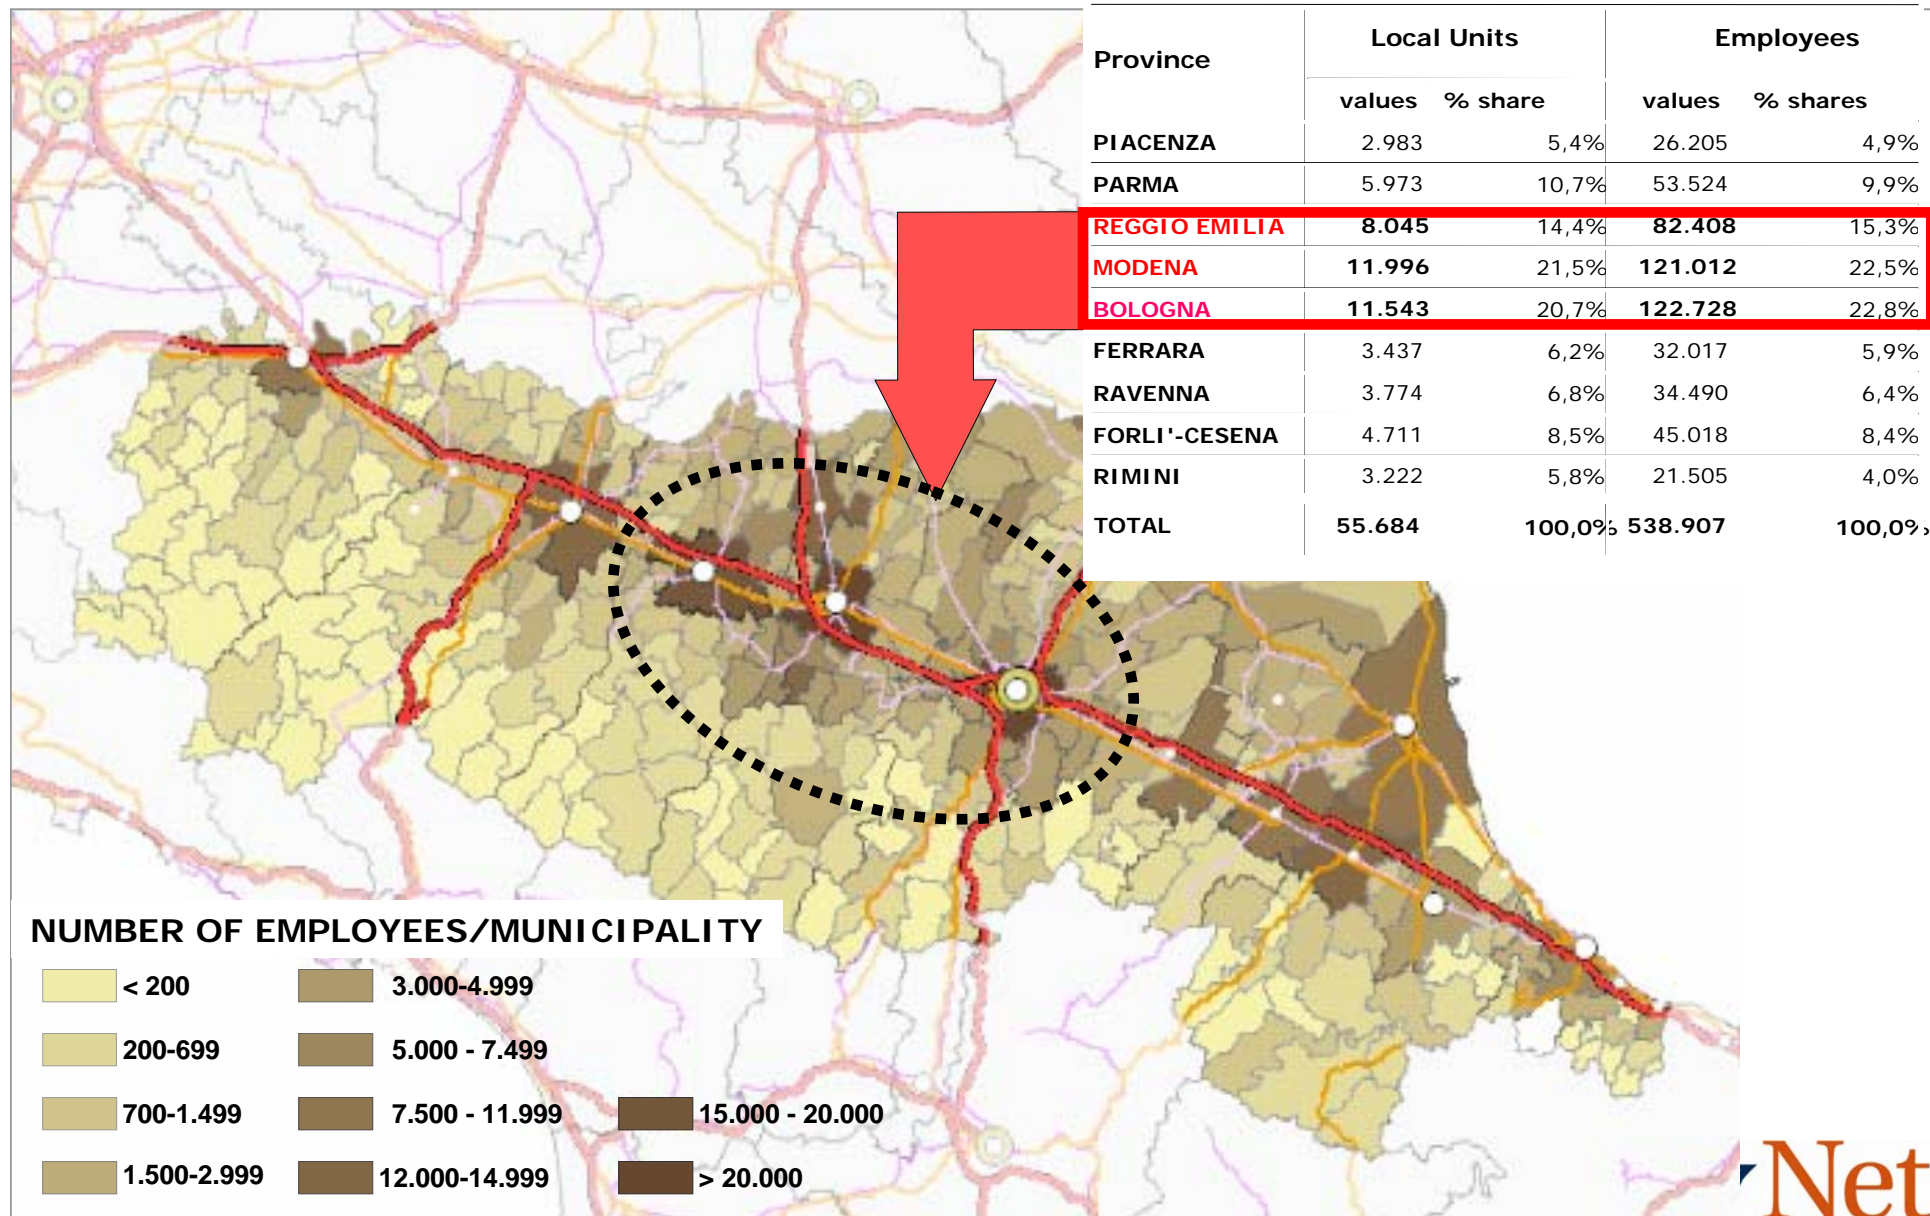 Province Local Units Employees
values % share values % shares
PIACENZA 2.983 5,4% 26.205 4,9%
PARMA 5.973 10,7% 53.524 9,9%
REGGIO EMILIA 8.045 14,4% 82.408 15,3%
MODENA 11.996 21,5% 121.012 22,5%
BOLOGNA 11.543 20,7% 122.728 22,8%
FERRARA 3.437 6,2% 32.017 5,9%
RAVENNA 3.774 6,8% 34.490 6,4%
FORLI'-CESENA 4.711 8,5% 45.018 8,4%
RIMINI 3.222 5,8% 21.505 4,0%
TOTAL 55.684 100,0% 538.907 100,0%
NUMBER OF EMPLOYEES/MUNICIPALITY
< 200 3.000-4.999
200-699 5.000 - 7.499
700-1.499 7.500 - 11.999 15.000 - 20.000
1.500-2.999 12.000-14.999 > 20.000
Net